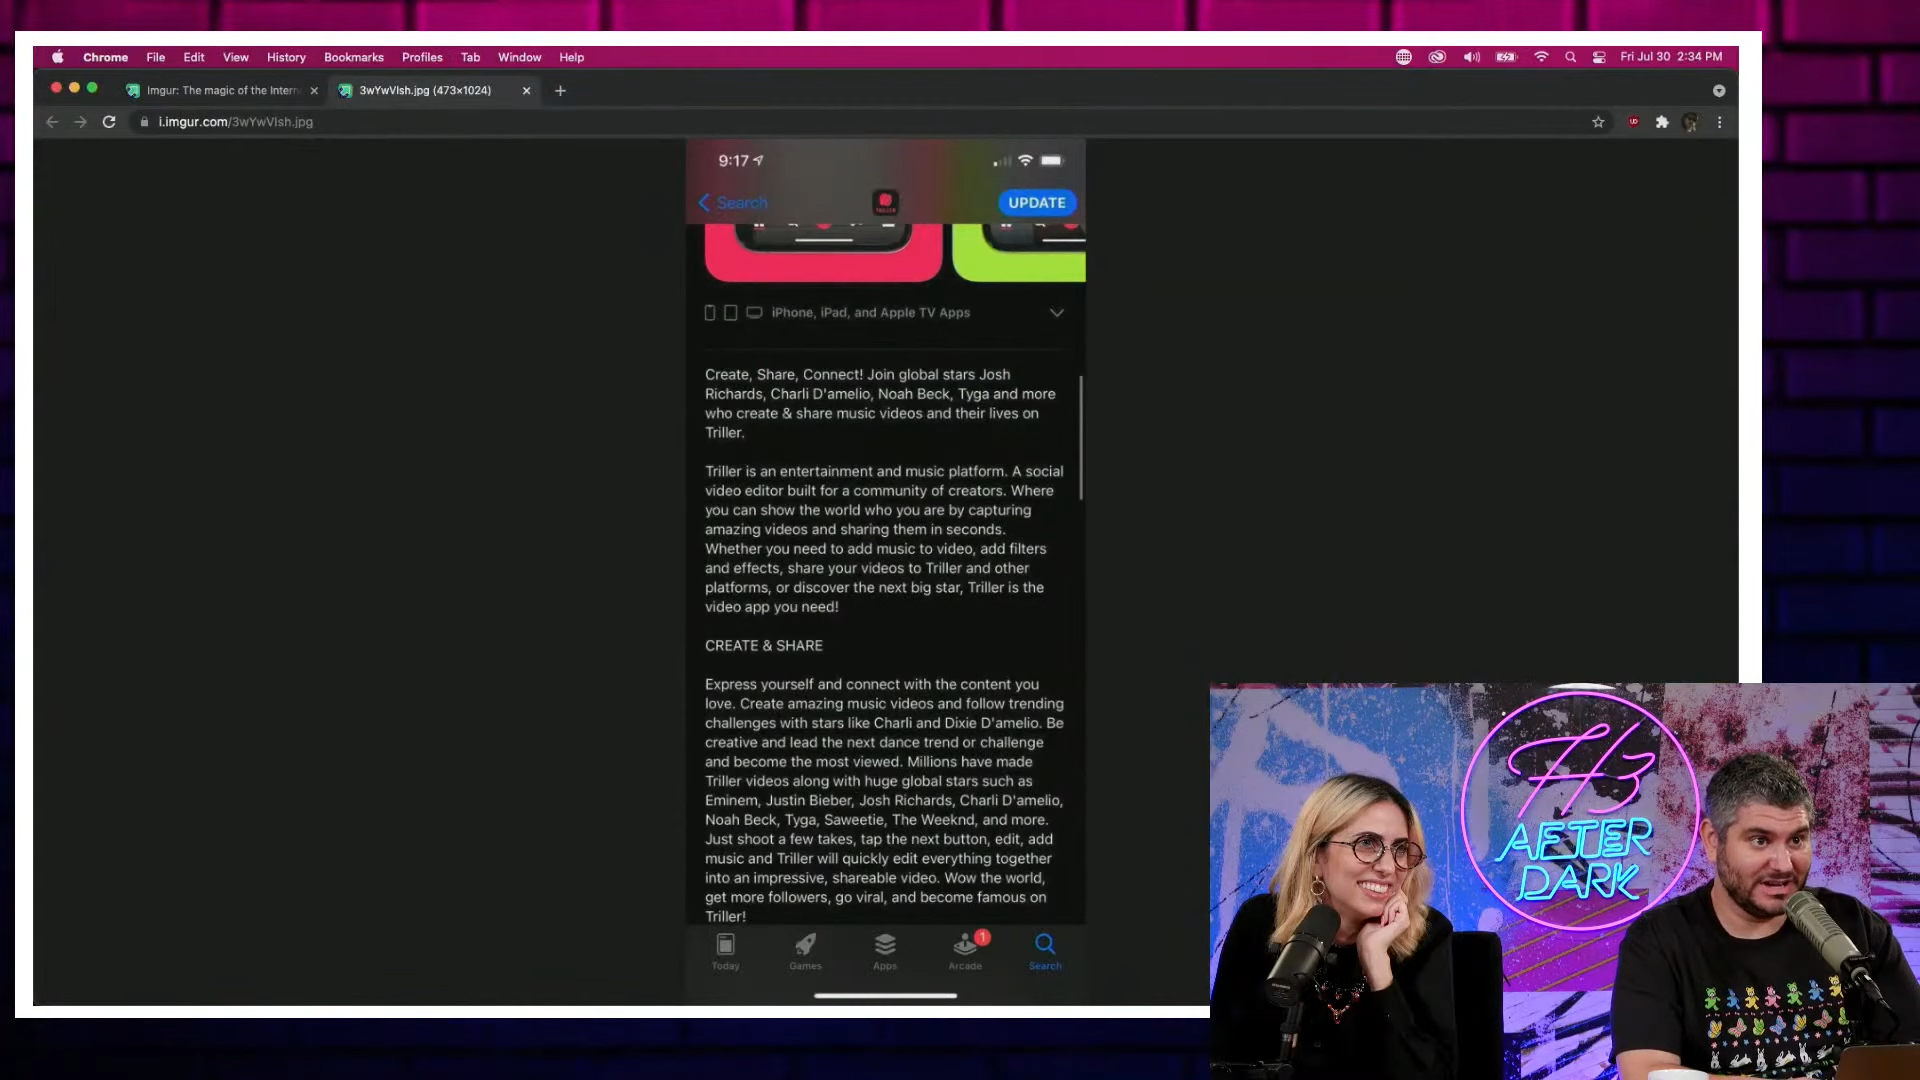 Chrome File Edit View History Bookmarks Profiles Tab Window Help Fri Jul 30 2:34 PM
Imgur: The magic of the Intern 3wYwVIsh.jpg (473×1024)
i.imgur.com/3wYwVIsh.jpg
9:17
Search UPDATE
iPhone, iPad, and Apple TV Apps
Create, Share, Connect! Join global stars Josh
Richards, Charli D'amelio, Noah Beck, Tyga and more
who create & share music videos and their lives on
Triller.
Triller is an entertainment and music platform. A social
video editor built for a community of creators. Where
you can show the world who you are by capturing
amazing videos and sharing them in seconds.
Whether you need to add music to video, add filters
and effects, share your videos to Triller and other
platforms, or discover the next big star, Triller is the
video app you need!
CREATE & SHARE
Express yourself and connect with the content you
love. Create amazing music videos and follow trending
challenges with stars like Charli and Dixie D'amelio. Be
creative and lead the next dance trend or challenge
and become the most viewed. Millions have made
Triller videos along with huge global stars such as
Eminem, Justin Bieber, Josh Richards, Charli D'amelio,
Noah Beck, Tyga, Saweetie, The Weeknd, and more.
Just shoot a few takes, tap the next button, edit, add
music and Triller will quickly edit everything together
into an impressive, shareable video. Wow the world,
get more followers, go viral, and become famous on
Triller!
1
Today Games Apps Arcade Search
H3
AFTER
DARK